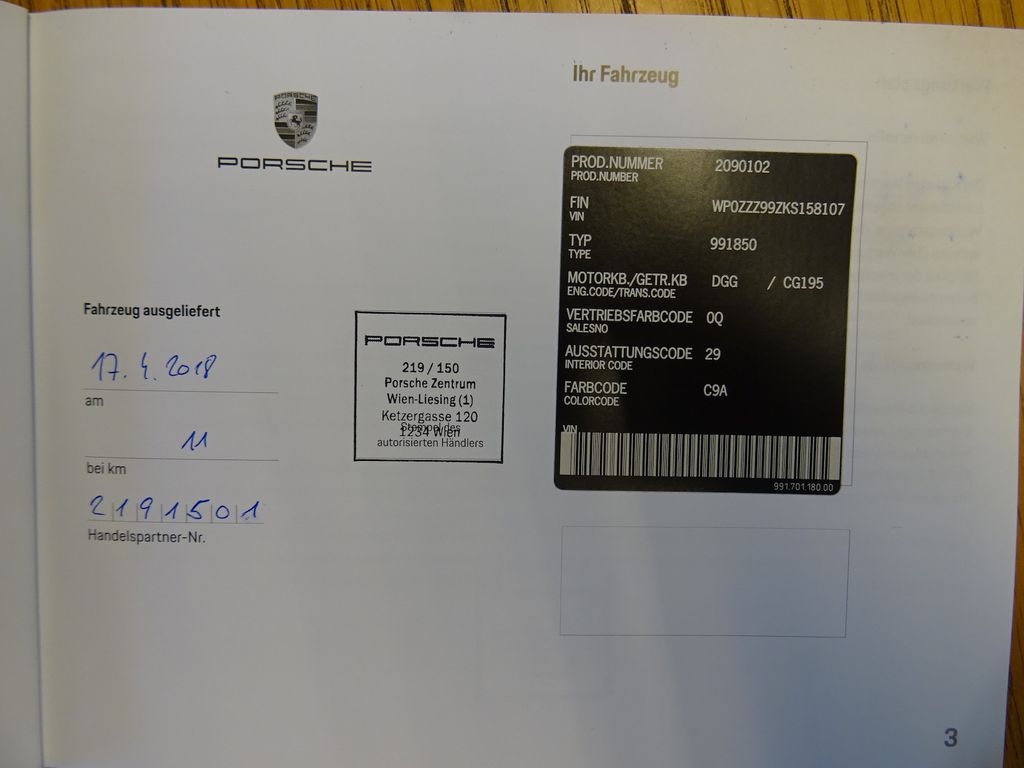 PORSCHE
PORSCHE
Fahrzeug ausgeliefert
17. 4. 2018
am
11
bei km
2191501
Handelspartner-Nr.
PORSCHE
219 / 150
Porsche Zentrum
Wien-Liesing (1)
Ketzergasse 120
1234 Wien
Stempel des
autorisierten Händlers
Ihr Fahrzeug
PROD.NUMMER 2090102
PROD.NUMBER
FIN WP0ZZZ99ZKS158107
VIN
TYP 991850
TYPE
MOTORKB./GETR.KB DGG / CG195
ENG.CODE/TRANS.CODE
VERTRIEBSFARBCODE 0Q
SALESNO
AUSSTATTUNGSCODE 29
INTERIOR CODE
FARBCODE C9A
COLORCODE
VIN
991.701.180.00
3